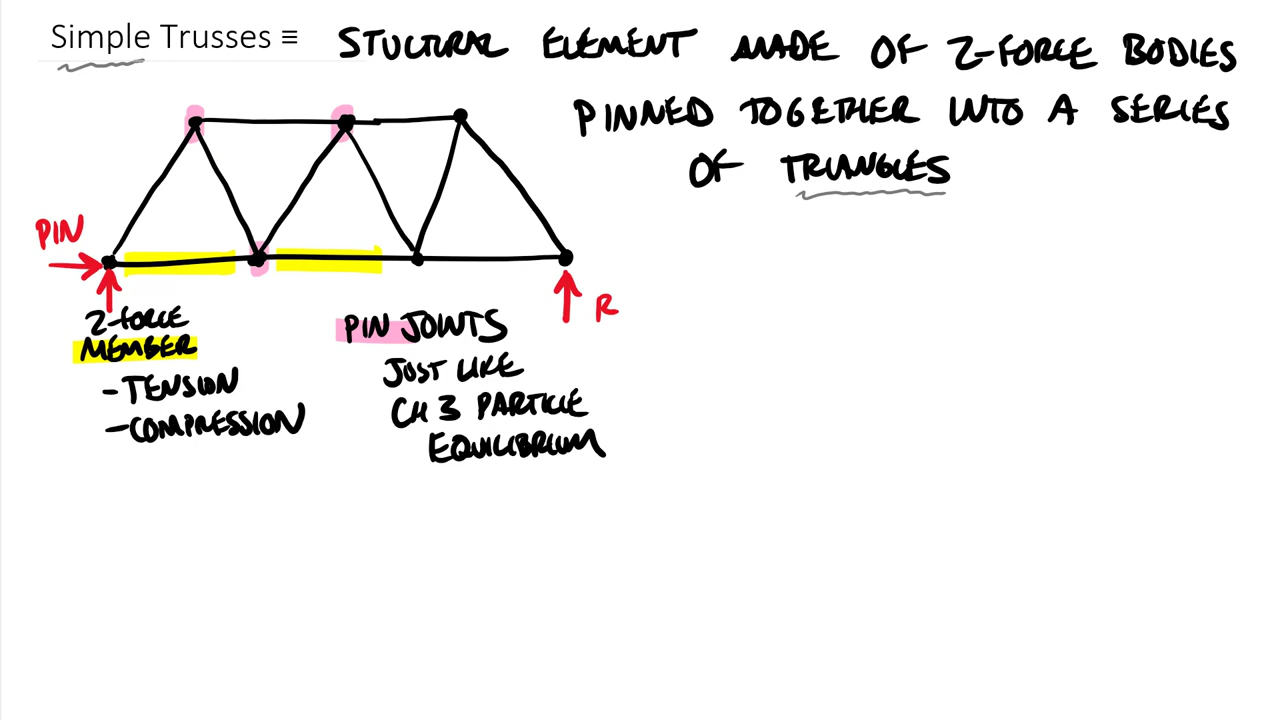 Simple Trusses ≡ STUCTURAL ELEMENT MADE OF 2-FORCE BODIES
PINNED TOGETHER INTO A SERIES
OF TRIANGLES
PIN
R
2-FORCE
MEMBER
- TENSION
- COMPRESSION
PIN JOINTS
JUST LIKE
CH 3 PARTICLE
EQUILIBRIUM